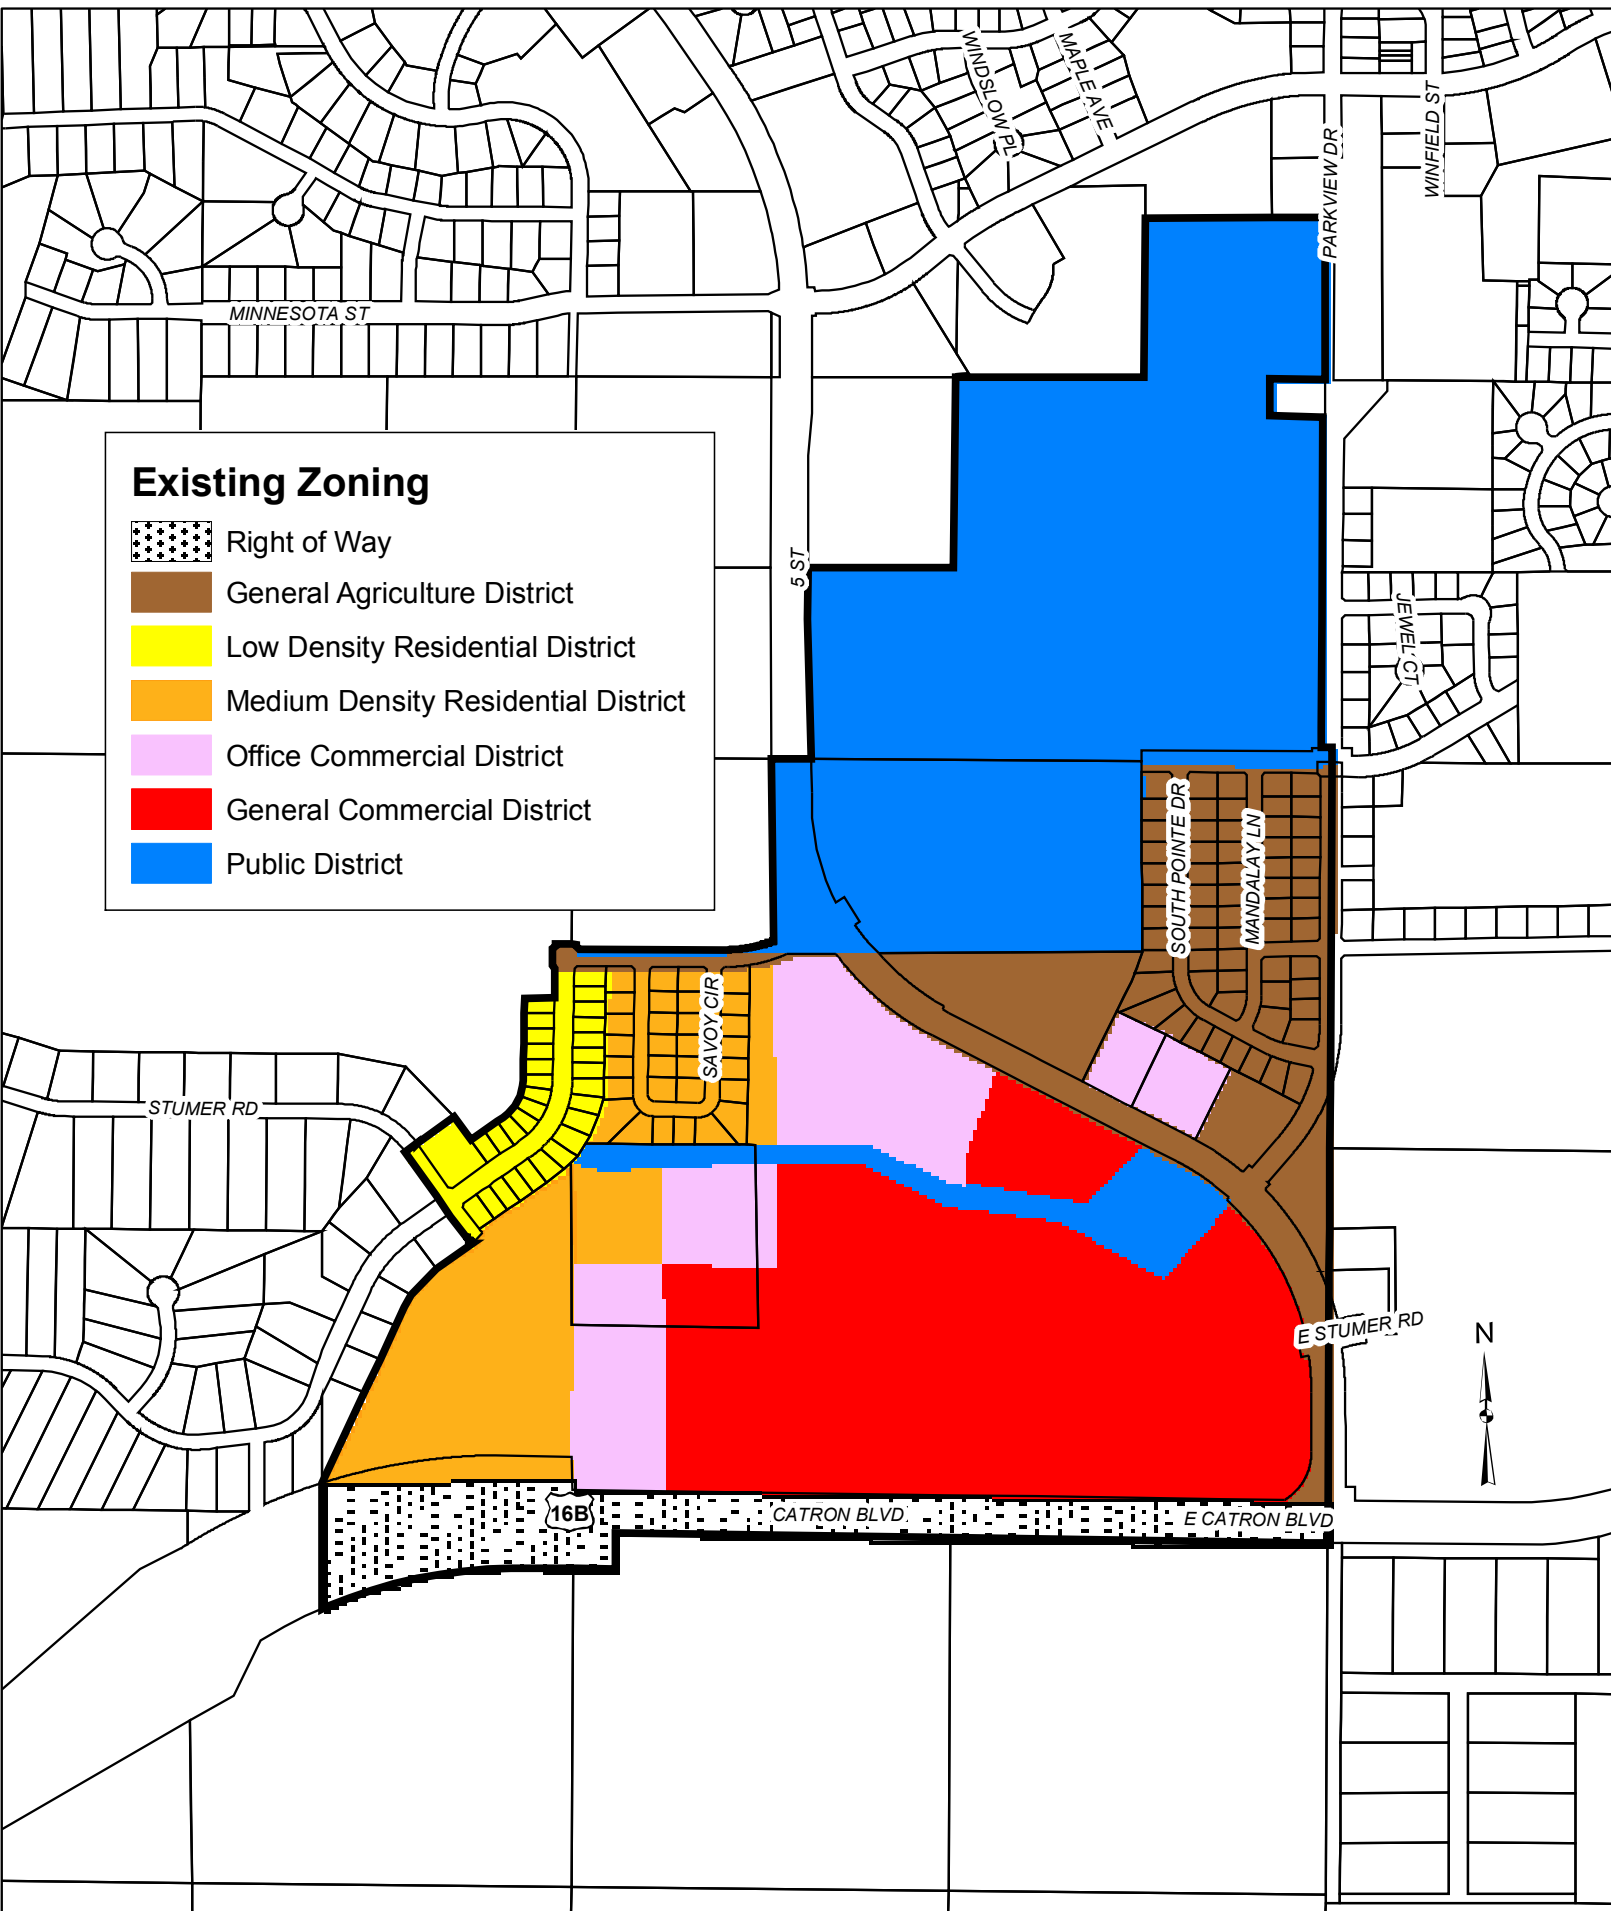 WINDSLOW PL
MAPLE AVE
PARKVIEW DR
WINFIELD ST
MINNESOTA ST
Existing Zoning
Right of Way
General Agriculture District
Low Density Residential District
Medium Density Residential District
Office Commercial District
General Commercial District
Public District
5 ST
JEWEL CT
SOUTH POINTE DR
MANDALAY LN
SAVOY CIR
STUMER RD
E STUMER RD
N
16B
CATRON BLVD
E CATRON BLVD